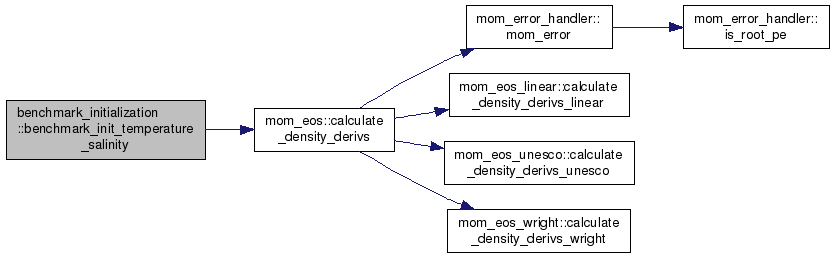 benchmark_initialization
::benchmark_init_temperature
_salinity
mom_eos::calculate
_density_derivs
mom_error_handler::
mom_error
mom_error_handler::
is_root_pe
mom_eos_linear::calculate
_density_derivs_linear
mom_eos_unesco::calculate
_density_derivs_unesco
mom_eos_wright::calculate
_density_derivs_wright